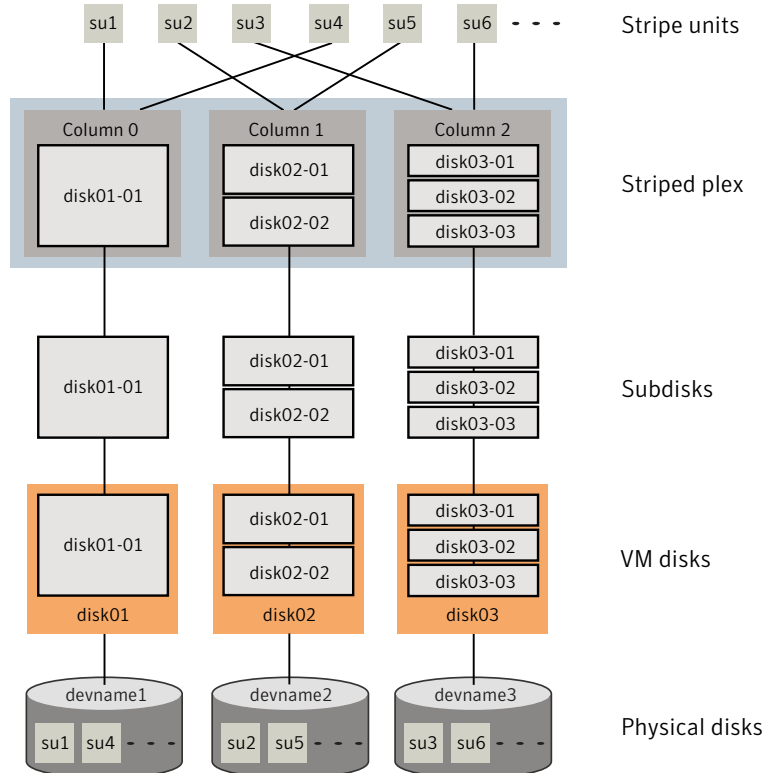 su1 su2 su3 su4 su5 su6 - - - Stripe units
Column 0 Column 1 Column 2
disk01-01
disk02-01
disk02-02
disk03-01
disk03-02
disk03-03
Striped plex
disk01-01
disk02-01
disk02-02
disk03-01
disk03-02
disk03-03
Subdisks
disk01-01
disk02-01
disk02-02
disk03-01
disk03-02
disk03-03
VM disks
disk01 disk02 disk03
devname1 devname2 devname3
su1 su4 - - - su2 su5 - - - su3 su6 - - -
Physical disks